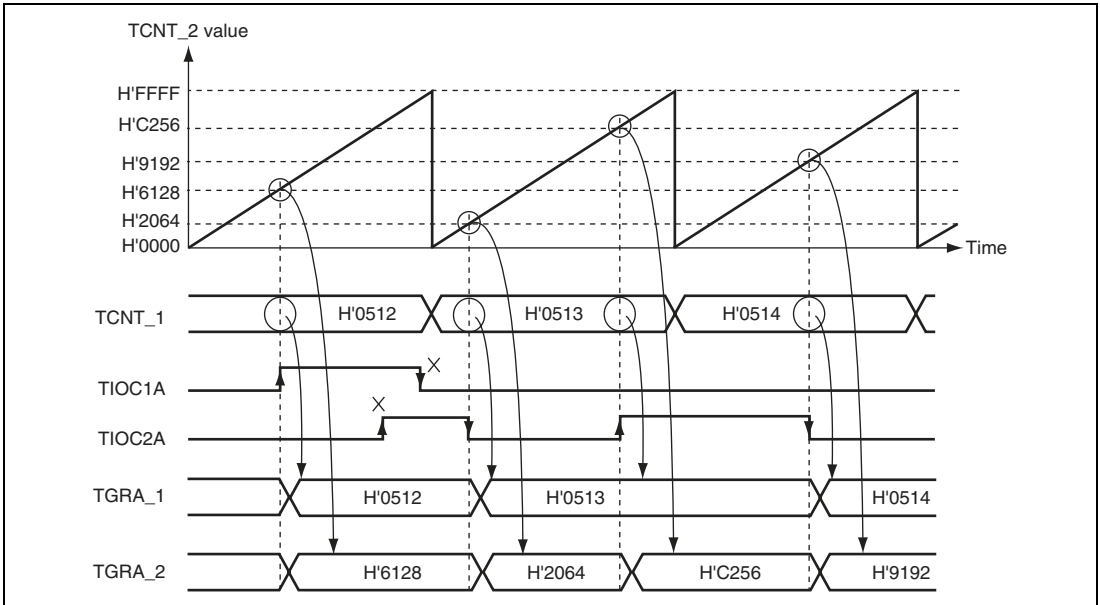 TCNT_2 value
H'FFFF
H'C256
H'9192
H'6128
H'2064
H'0000
Time
TCNT_1 H'0512 H'0513 H'0514
TIOC1A
TIOC2A
TGRA_1 H'0512 H'0513 H'0514
TGRA_2 H'6128 H'2064 H'C256 H'9192